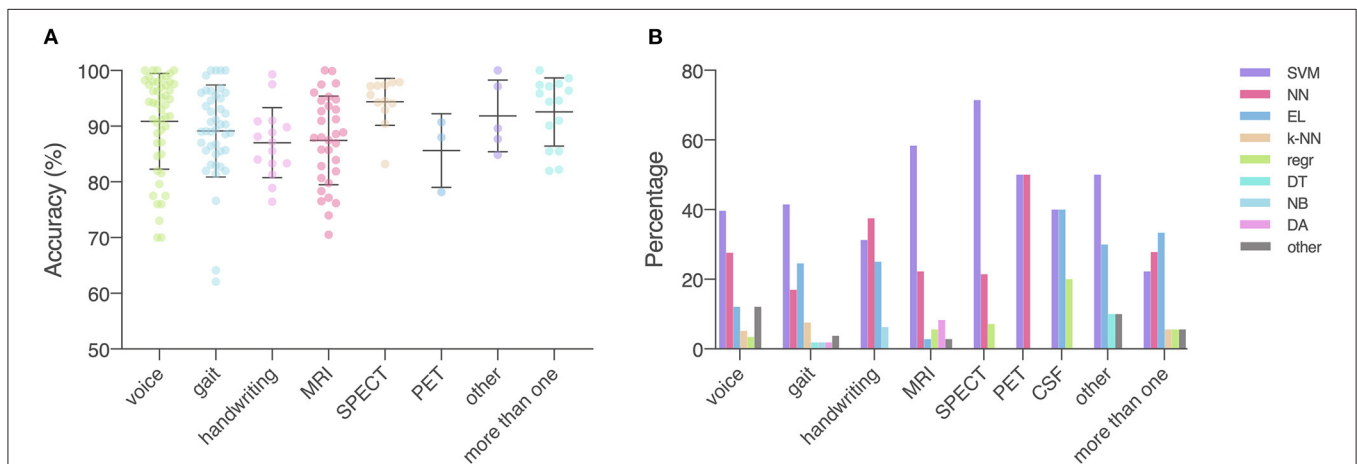 A
Accuracy (%)
100
90
80
70
60
50
voice
gait
handwriting
MRI
SPECT
PET
other
more than one
B
Percentage
80
60
40
20
0
voice
gait
handwriting
MRI
SPECT
PET
CSF
other
more than one
SVM
NN
EL
k-NN
regr
DT
NB
DA
other